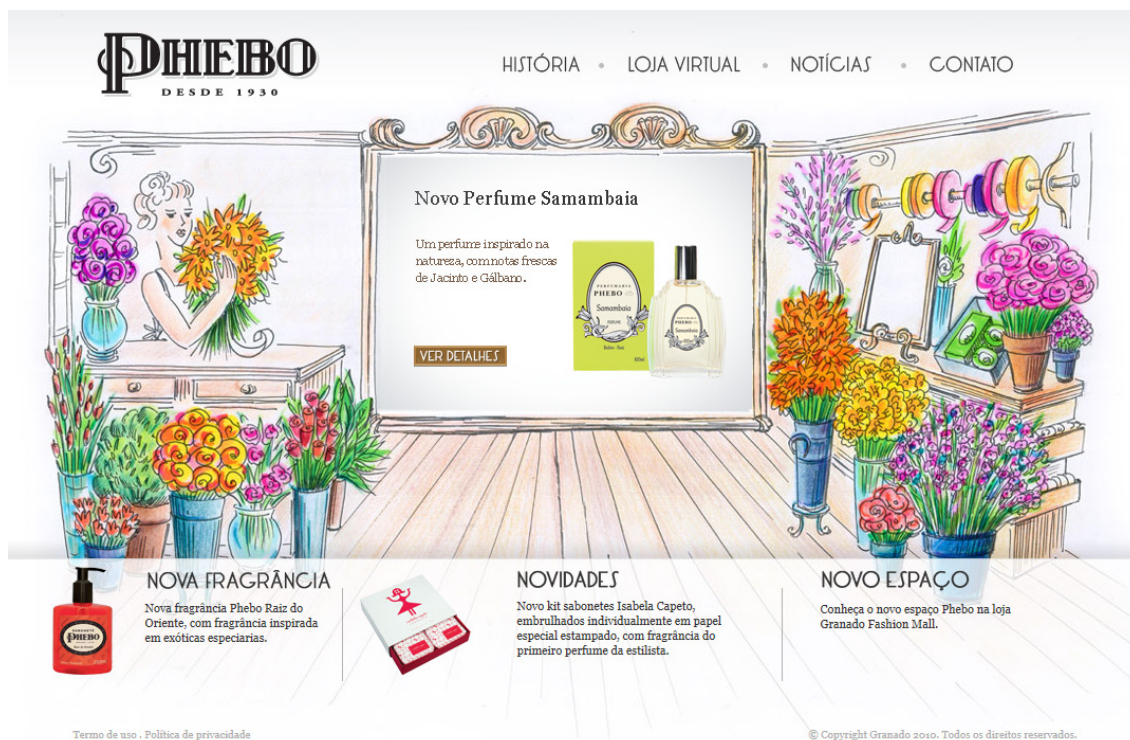 PHEBO
DESDE 1930
HISTÓRIA • LOJA VIRTUAL • NOTÍCIAS • CONTATO
Novo Perfume Samambaia
Um perfume inspirado na
natureza, com notas frescas
de Jacinto e Gálbano.
VER DETALHES
PERFUMARIA
PHEBO
Samambaia
PERFUME
PHEBO
Samambaia
NOVA FRAGRÂNCIA
Nova fragrância Phebo Raiz do
Oriente, com fragrância inspirada
em exóticas especiarias.
PHEBO
NOVIDADES
Novo kit sabonetes Isabela Capeto,
embrulhados individualmente em papel
especial estampado, com fragrância do
primeiro perfume da estilista.
NOVO ESPAÇO
Conheça o novo espaço Phebo na loja
Granado Fashion Mall.
Termo de uso . Política de privacidade
© Copyright Granado 2010. Todos os direitos reservados.